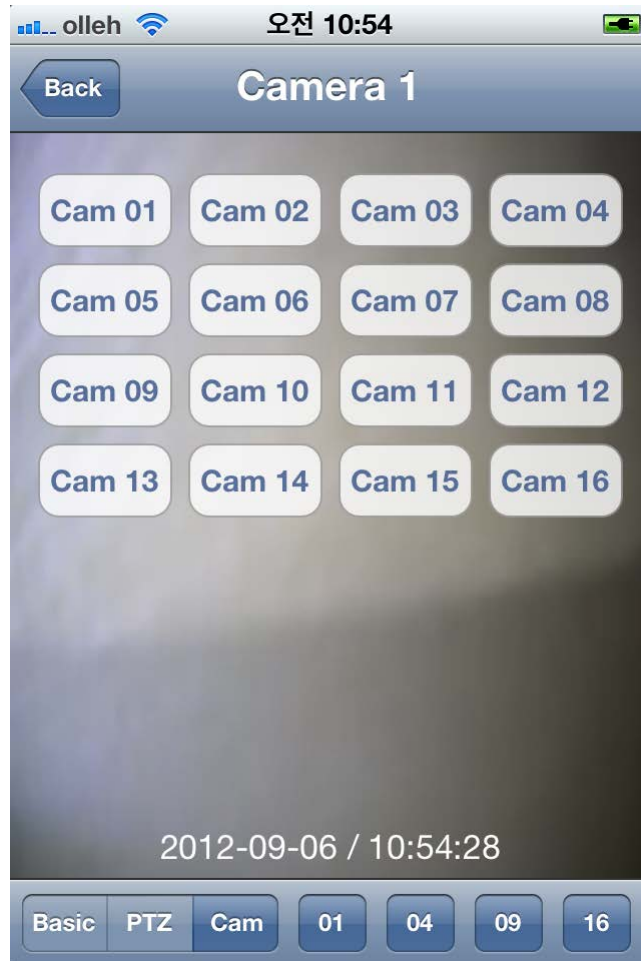 olleh 오전 10:54
Back Camera 1
Cam 01 Cam 02 Cam 03 Cam 04
Cam 05 Cam 06 Cam 07 Cam 08
Cam 09 Cam 10 Cam 11 Cam 12
Cam 13 Cam 14 Cam 15 Cam 16
2012-09-06 / 10:54:28
Basic PTZ Cam 01 04 09 16